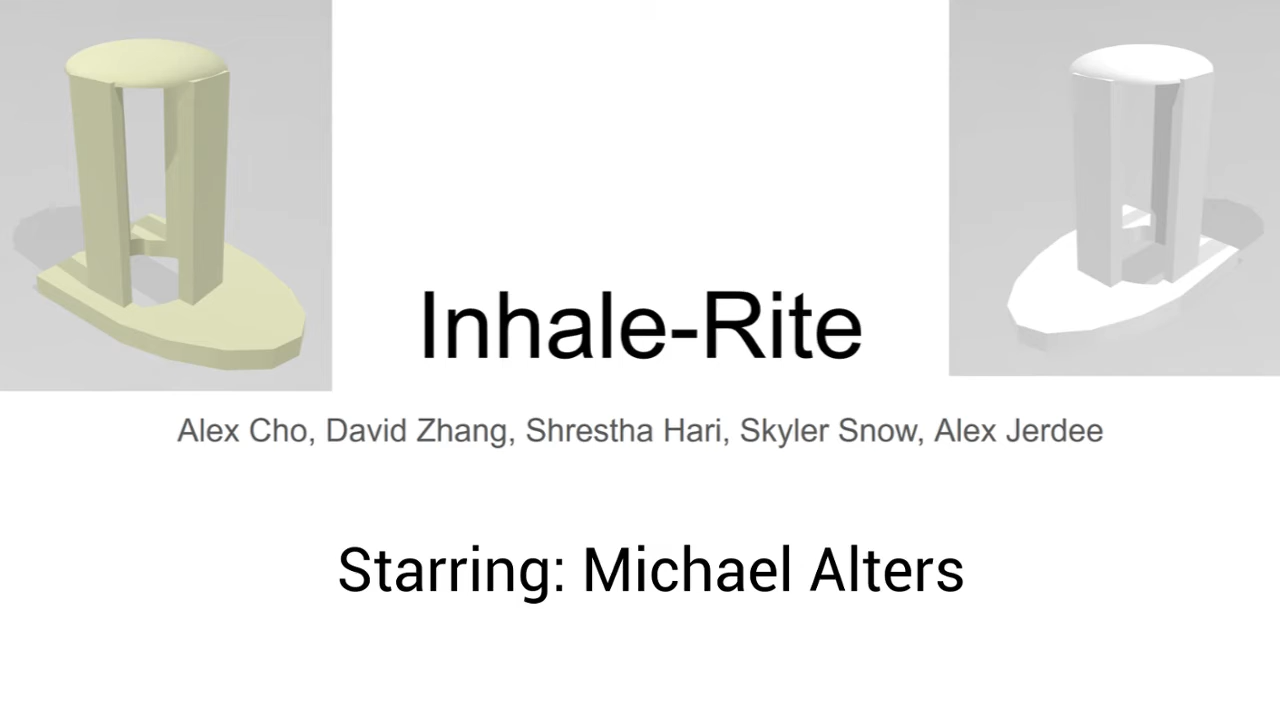 Inhale-Rite
Alex Cho, David Zhang, Shrestha Hari, Skyler Snow, Alex Jerdee
Starring: Michael Alters